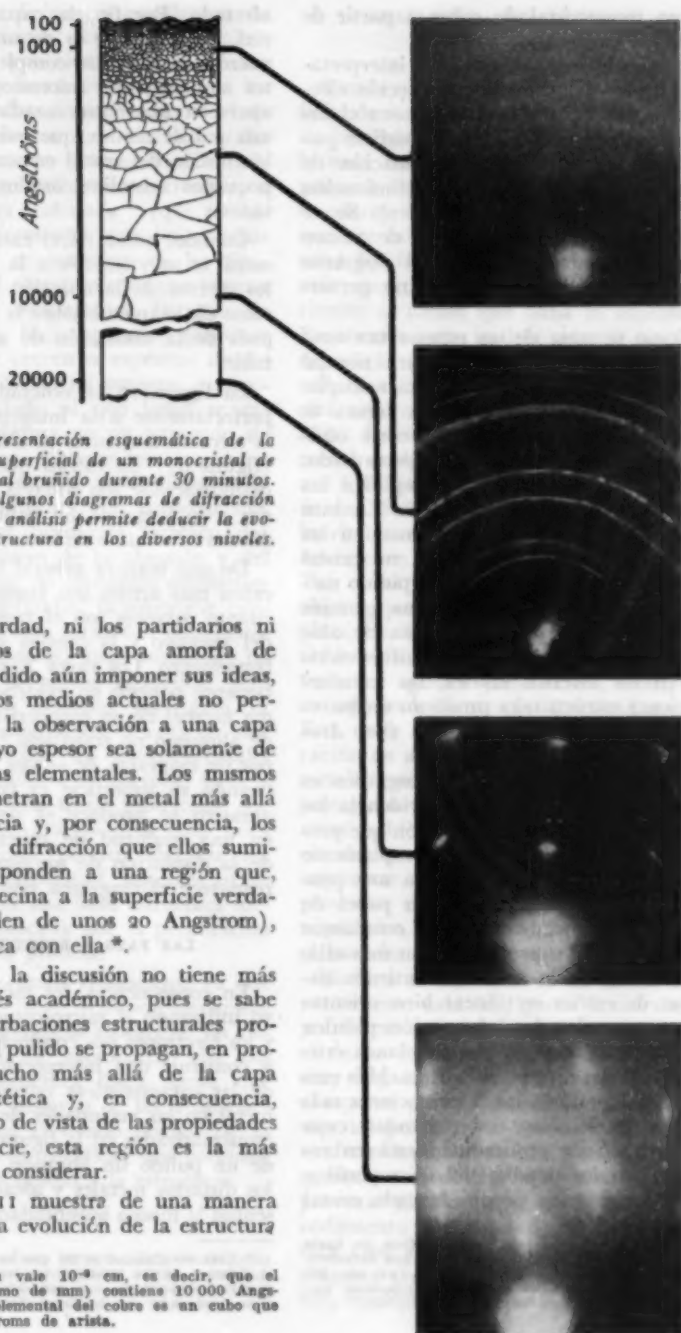 100
1000
Angströms
10000
20000
resentación esquemática de la
uperficial de un monocristal de
al bruñido durante 30 minutos.
lgunos diagramas de difracción
análisis permite deducir la evo-
ructura en los diversos niveles.
rdad, ni los partidarios ni
os de la capa amorfa de
dido aún imponer sus ideas,
os medios actuales no per-
la observación a una capa
yo espesor sea solamente de
as elementales. Los mismos
netran en el metal más allá
cia y, por consecuencia, los
difracción que ellos sumi-
sponden a una región que,
ecina a la superficie verda-
den de unos 20 Angstrom),
ica con ella *.
la discusión no tiene más
és académico, pues se sabe
rbaciones estructurales pro-
pulido se propagan, en pro-
ucho más allá de la capa
tética y, en consecuencia,
o de vista de las propiedades
cie, esta región es la más
considerar.
11 muestra de una manera
a evolución de la estructura
vale 10⁻⁸ cm, es decir, que el
mo de mm) contiene 10 000 Angs-
lemental del cobre es un cubo que
roms de arista.